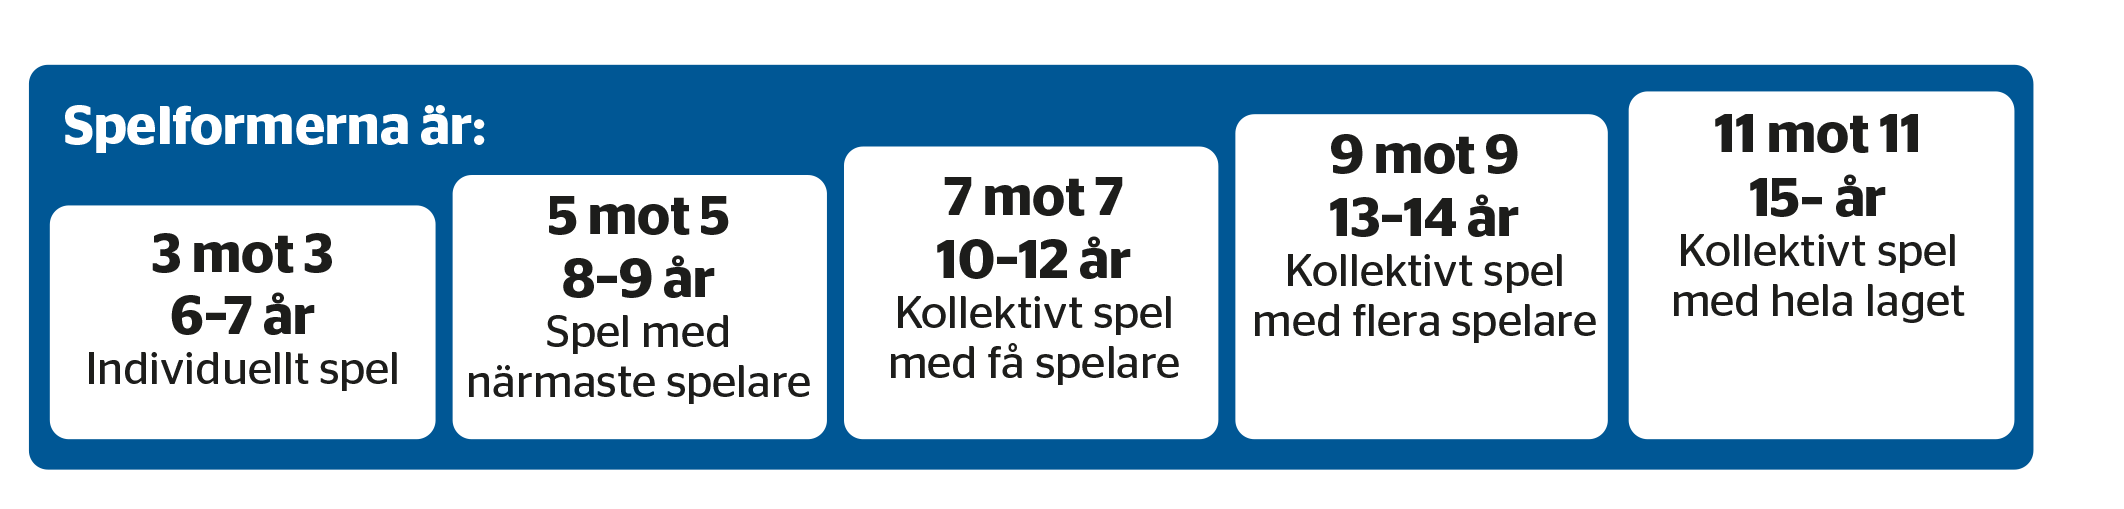 Spelformerna är:
3 mot 3
6–7 år
Individuellt spel
5 mot 5
8–9 år
Spel med
närmaste spelare
7 mot 7
10–12 år
Kollektivt spel
med få spelare
9 mot 9
13–14 år
Kollektivt spel
med flera spelare
11 mot 11
15– år
Kollektivt spel
med hela laget